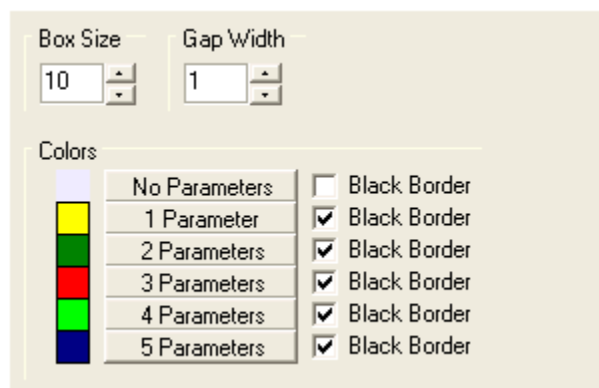 Box Size Gap Width
10 1
Colors
No Parameters Black Border
1 Parameter Black Border
2 Parameters Black Border
3 Parameters Black Border
4 Parameters Black Border
5 Parameters Black Border